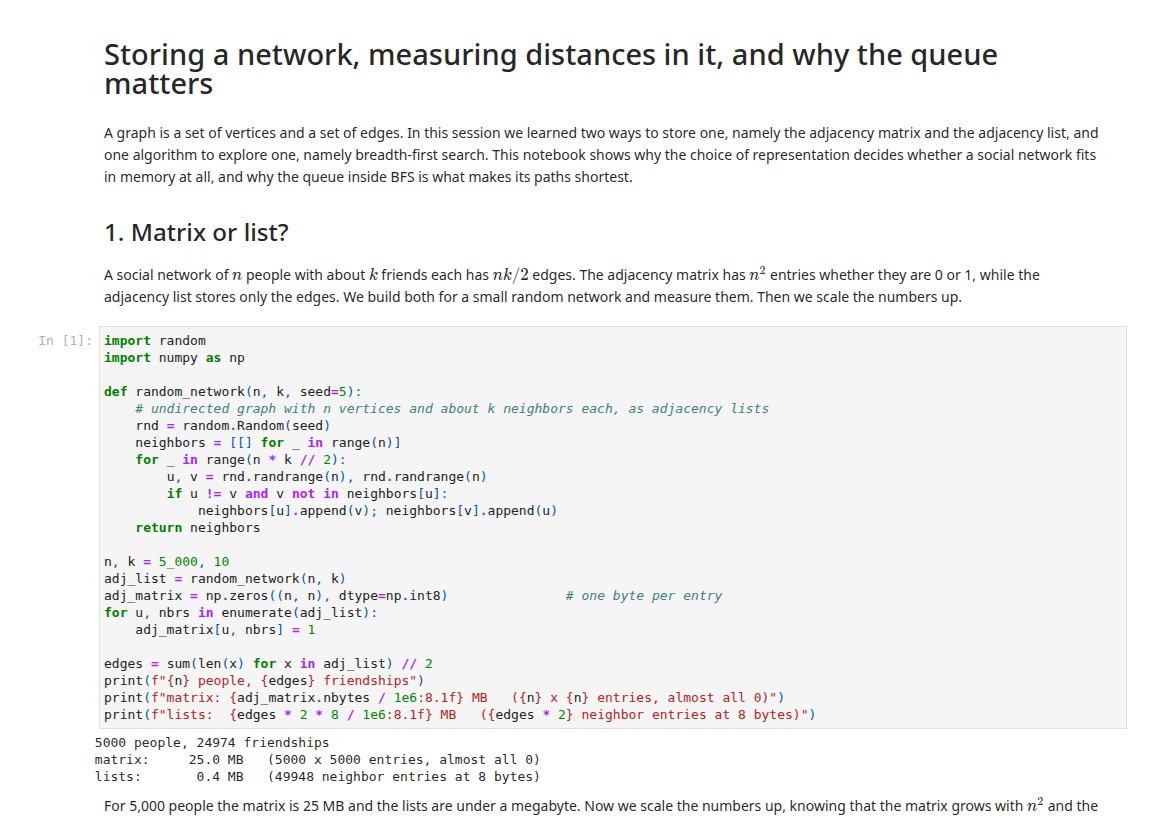 Storing a network, measuring distances in it, and why the queue
matters
A graph is a set of vertices and a set of edges. In this session we learned two ways to store one, namely the adjacency matrix and the adjacency list, and
one algorithm to explore one, namely breadth-first search. This notebook shows why the choice of representation decides whether a social network fits
in memory at all, and why the queue inside BFS is what makes its paths shortest.
1. Matrix or list?
A social network of n people with about k friends each has nk/2 edges. The adjacency matrix has n² entries whether they are 0 or 1, while the
adjacency list stores only the edges. We build both for a small random network and measure them. Then we scale the numbers up.
In [1]:
import random
import numpy as np

def random_network(n, k, seed=5):
    # undirected graph with n vertices and about k neighbors each, as adjacency lists
    rnd = random.Random(seed)
    neighbors = [[] for _ in range(n)]
    for _ in range(n * k // 2):
        u, v = rnd.randrange(n), rnd.randrange(n)
        if u != v and v not in neighbors[u]:
            neighbors[u].append(v); neighbors[v].append(u)
    return neighbors

n, k = 5_000, 10
adj_list = random_network(n, k)
adj_matrix = np.zeros((n, n), dtype=np.int8)               # one byte per entry
for u, nbrs in enumerate(adj_list):
    adj_matrix[u, nbrs] = 1

edges = sum(len(x) for x in adj_list) // 2
print(f"{n} people, {edges} friendships")
print(f"matrix: {adj_matrix.nbytes / 1e6:8.1f} MB   ({n} x {n} entries, almost all 0)")
print(f"lists:  {edges * 2 * 8 / 1e6:8.1f} MB   ({edges * 2} neighbor entries at 8 bytes)")
5000 people, 24974 friendships
matrix:     25.0 MB   (5000 x 5000 entries, almost all 0)
lists:       0.4 MB   (49948 neighbor entries at 8 bytes)
For 5,000 people the matrix is 25 MB and the lists are under a megabyte. Now we scale the numbers up, knowing that the matrix grows with n² and the